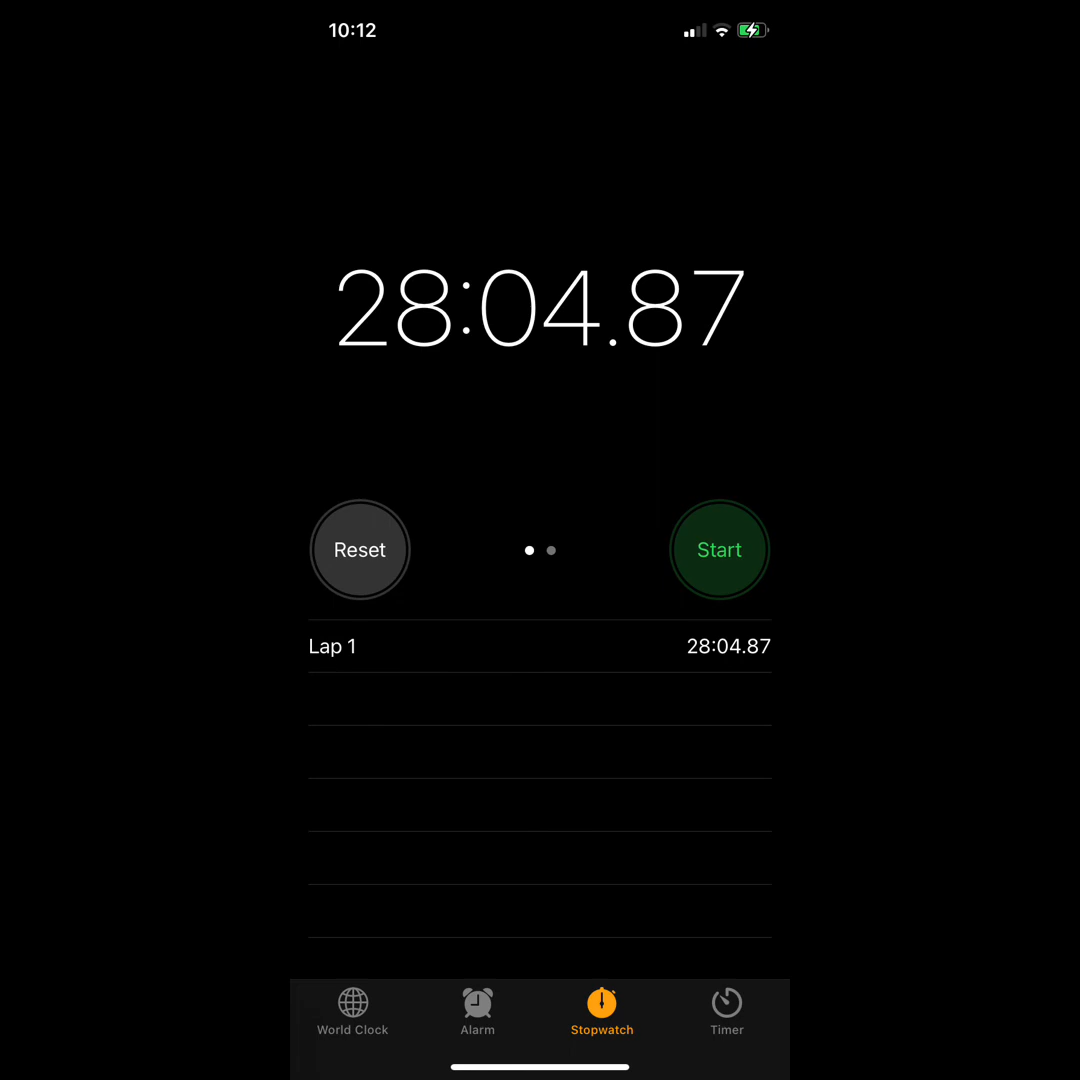 10:12
28:04.87
Reset
Start
Lap 1 28:04.87
World Clock Alarm Stopwatch Timer